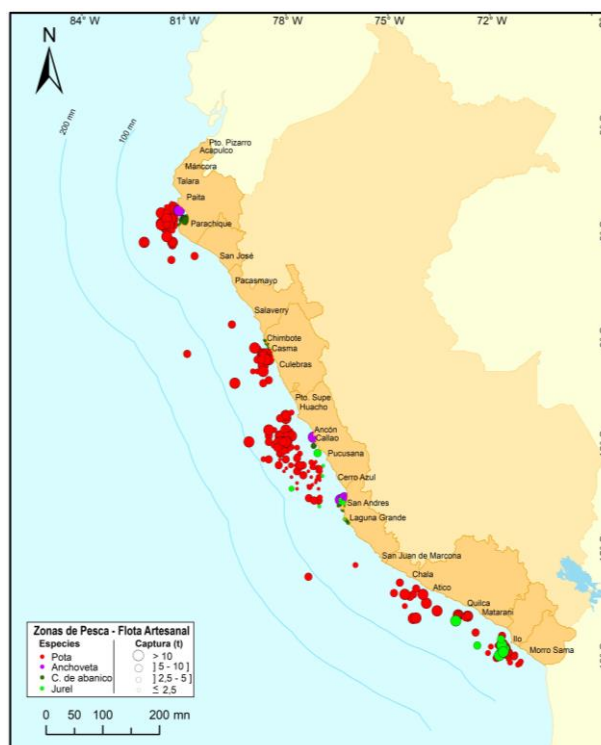 84° W 81° W 78° W 75° W 72° W
N
200 mn
100 mn
Pto. Pizarro
Acapulco
Máncora
Talara
Paita
Parachique
San José
Pacasmayo
Salaverry
Chimbote
Casma
Culebras
Pto. Supe
Huacho
Ancón
Callao
Pucusana
Cerro Azul
San Andres
Laguna Grande
San Juan de Marcona
Chala
Atico
Quilca
Matarani
Ilo
Morro Sama
Zonas de Pesca - Flota Artesanal
Especies Captura (t)
Pota > 10
Anchoveta ] 5 - 10 ]
C. de abanico ] 2,5 - 5 ]
Jurel ≤ 2,5
0 50 100 200 mn